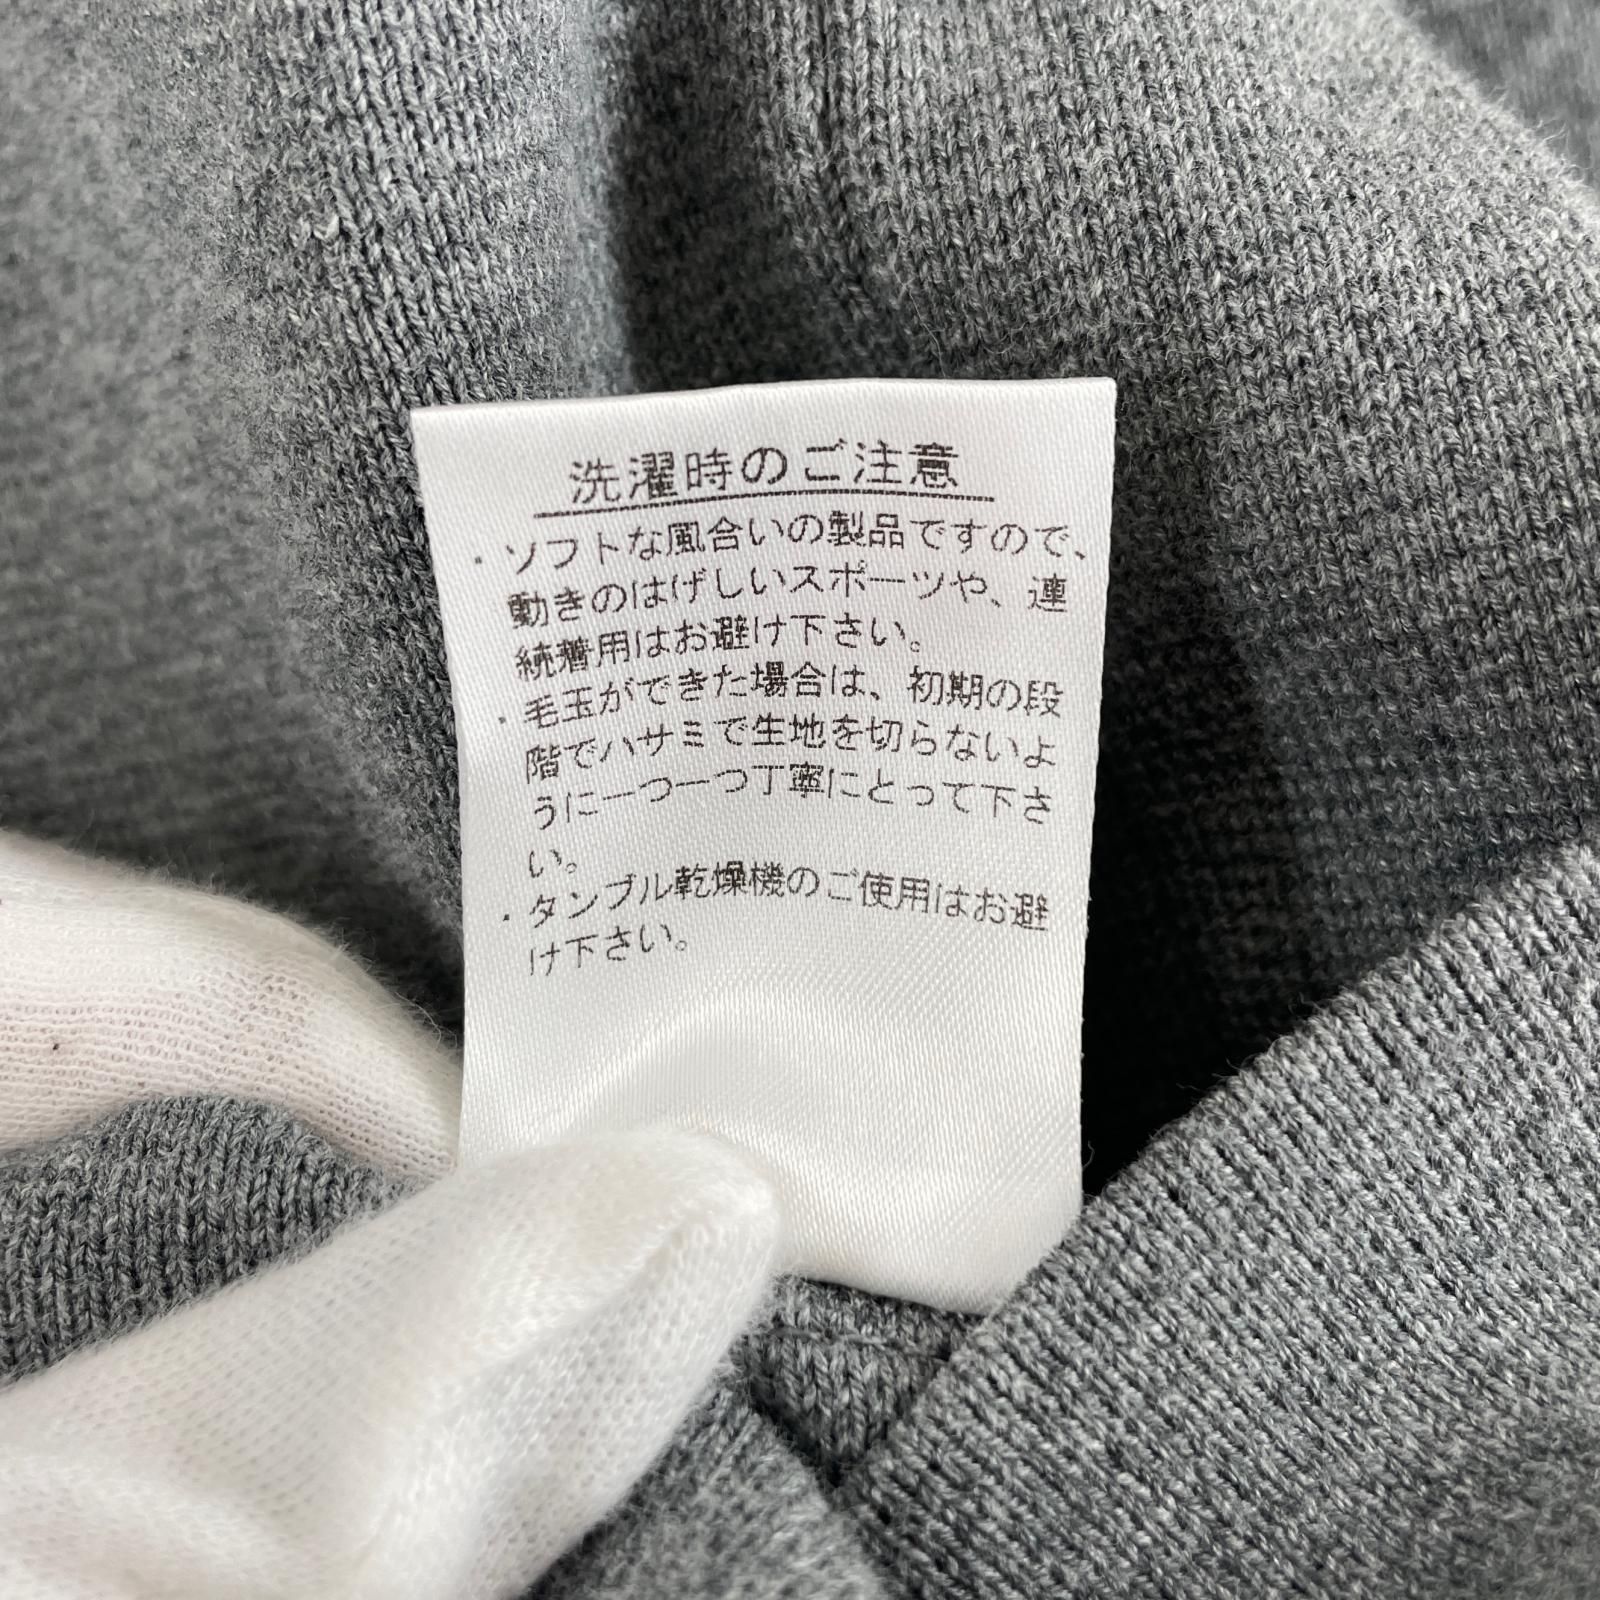 洗濯時のご注意
・ソフトな風合いの製品ですので、
動きのはげしいスポーツや、連
続着用はお避け下さい。
・毛玉ができた場合は、初期の段
階でハサミで生地を切らないよ
うに一つ一つ丁寧にとって下さ
い。
・タンブル乾燥機のご使用はお避
け下さい。